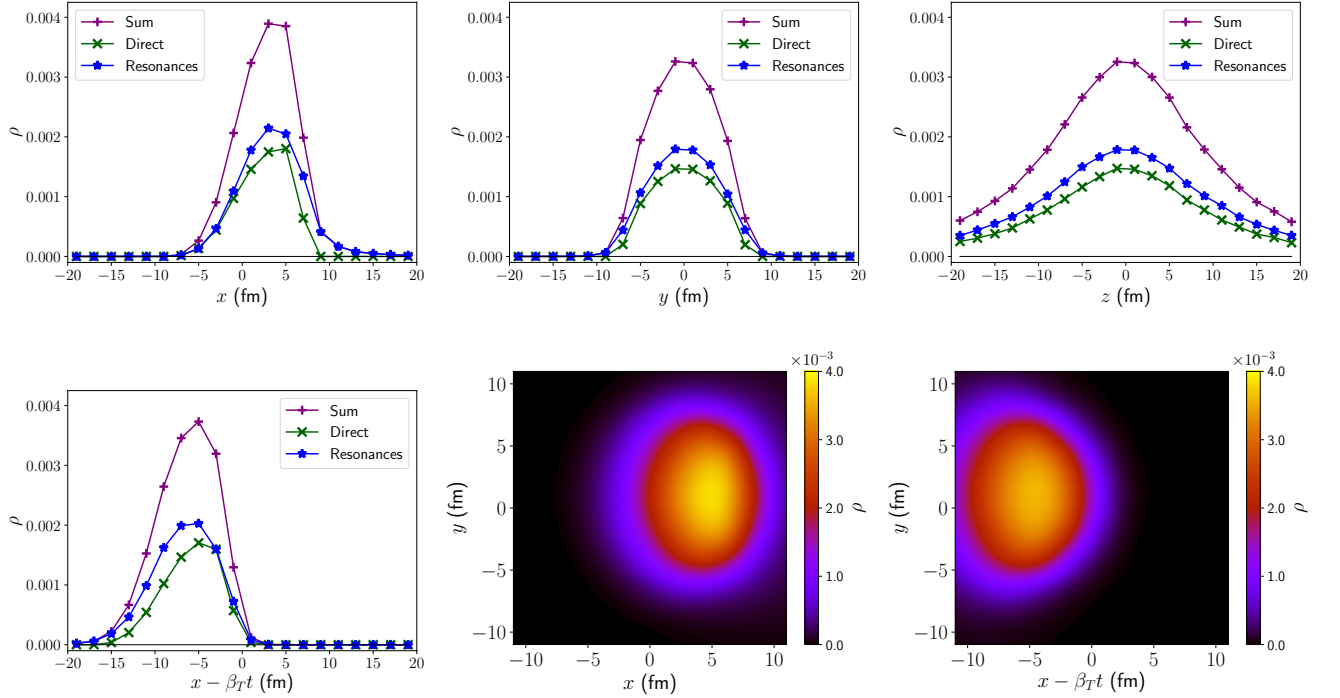 Sum
Direct
Resonances
ρ
0.004
0.003
0.002
0.001
0.000
−20 −15 −10 −5 0 5 10 15 20
x (fm)
Sum
Direct
Resonances
ρ
0.004
0.003
0.002
0.001
0.000
−20 −15 −10 −5 0 5 10 15 20
y (fm)
Sum
Direct
Resonances
ρ
0.004
0.003
0.002
0.001
0.000
−20 −15 −10 −5 0 5 10 15 20
z (fm)
Sum
Direct
Resonances
ρ
0.004
0.003
0.002
0.001
0.000
−20 −15 −10 −5 0 5 10 15 20
x − β_T t (fm)
×10⁻³
y (fm)
10
5
0
−5
−10
−10 −5 0 5 10
x (fm)
4.0
3.0
2.0
1.0
0.0
ρ
×10⁻³
y (fm)
10
5
0
−5
−10
−10 −5 0 5 10
x − β_T t (fm)
4.0
3.0
2.0
1.0
0.0
ρ